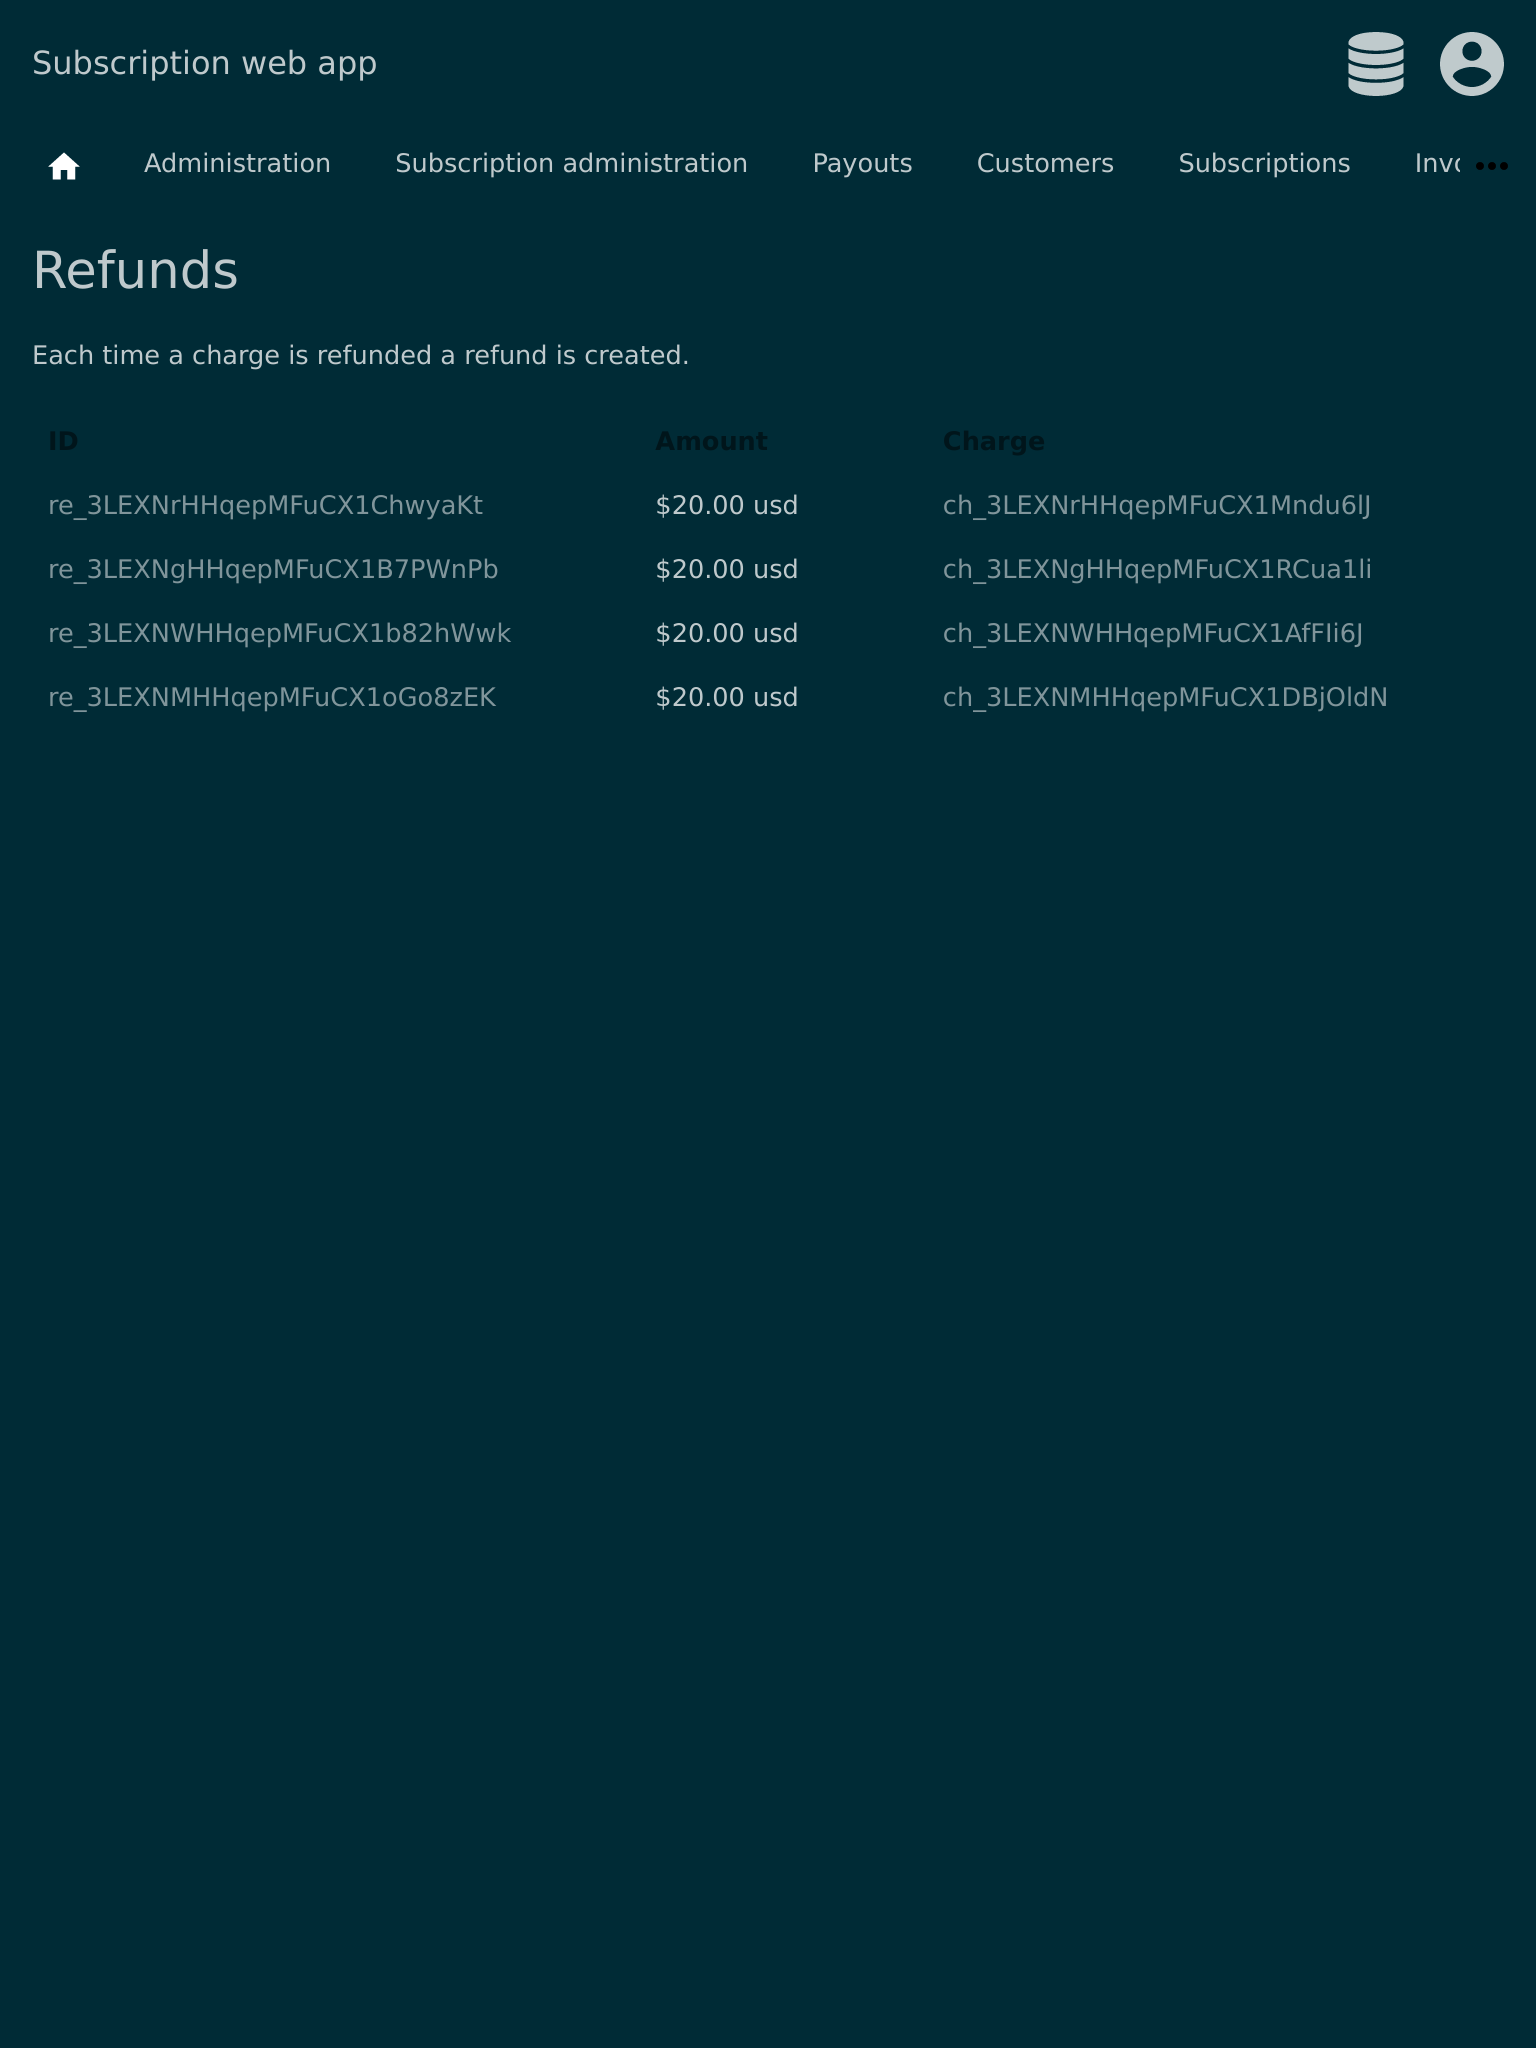 Subscription web app
Administration Subscription administration Payouts Customers Subscriptions Invo
Refunds
Each time a charge is refunded a refund is created.
ID Amount Charge
re_3LEXNrHHqepMFuCX1ChwyaKt $20.00 usd ch_3LEXNrHHqepMFuCX1Mndu6lJ
re_3LEXNgHHqepMFuCX1B7PWnPb $20.00 usd ch_3LEXNgHHqepMFuCX1RCua1li
re_3LEXNWHHqepMFuCX1b82hWwk $20.00 usd ch_3LEXNWHHqepMFuCX1AfFIi6J
re_3LEXNMHHqepMFuCX1oGo8zEK $20.00 usd ch_3LEXNMHHqepMFuCX1DBjOldN